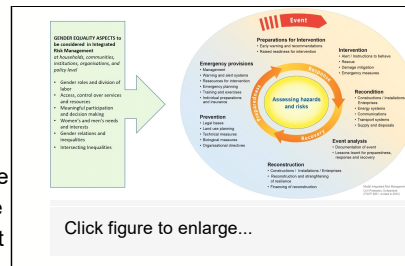 GENDER EQUALITY ASPECTS to
be considered in Integrated
Risk Management
at households, communities,
institutions, organisations, and
policy level
• Gender roles and division of
labor
• Access, control over services
and resources
• Meaningful participation
and decision making
• Women's and men's needs
and interests
• Gender relations and
inequalities
• Intersecting Inequalities
Event
Preparations for Intervention
• Early warning and recommendations
• Raised readiness for intervention
Intervention
• Alert / Instructions to behave
• Rescue
• Damage mitigation
• Emergency measures
Emergency provisions
• Management
• Warning and alert systems
• Ressources for intervention
• Emergency planning
• Training and exercises
• Individual preparations
and insurance
Recondition
• Constructions / Installations
Enterprises
• Energy systems
• Communications
• Transport systems
• Supply and disposals
Assessing hazards
and risks
Preparedness
Recovery
Prevention
• Legal bases
• Land use planning
• Technical measures
• Biological measures
• Organisational directives
Event analysis
• Documentation of event
• Lessons learnt for preparedness,
response and recovery
Reconstruction
• Constructions / Installations / Enterprises
• Reconstruction and strengthening
of resilience
• Financing of reconstruction
Click figure to enlarge...